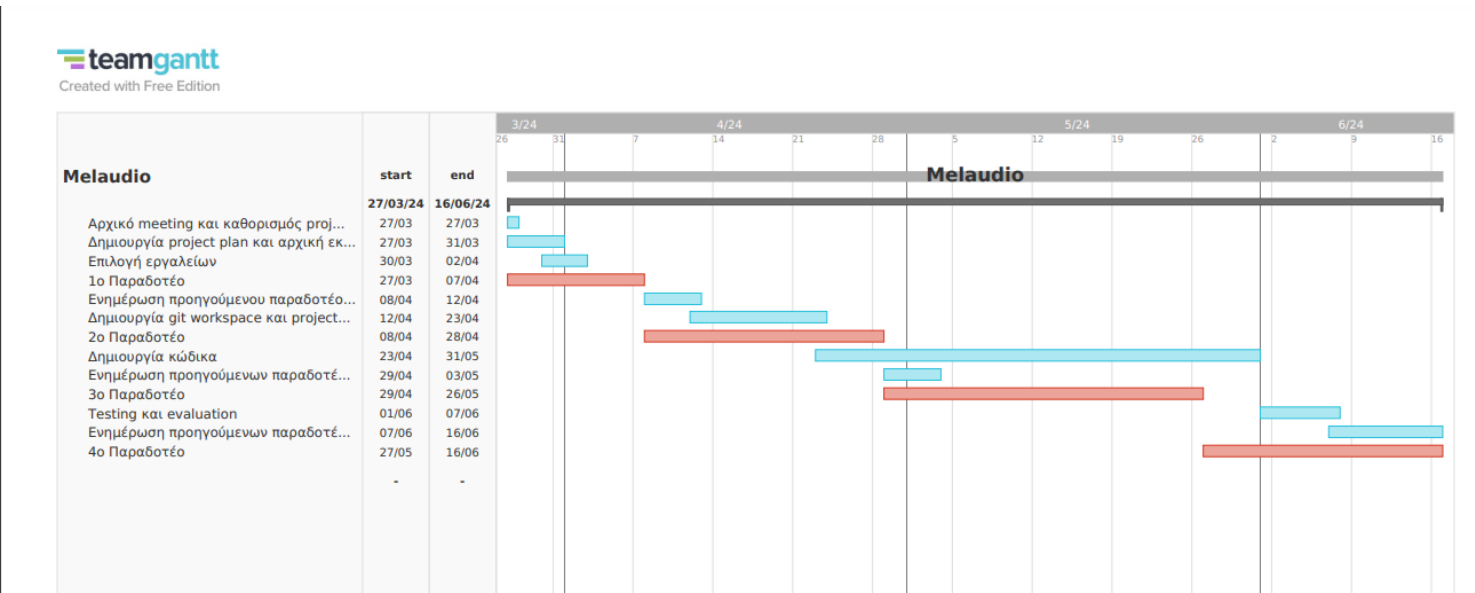 teamgantt
Created with Free Edition
3/24 4/24 5/24 6/24
26 31 7 14 21 28 5 12 19 26 2 9 16
Melaudio start end Melaudio
27/03/24 16/06/24
Αρχικό meeting και καθορισμός proj... 27/03 27/03
Δημιουργία project plan και αρχική εκ... 27/03 31/03
Επιλογή εργαλείων 30/03 02/04
1ο Παραδοτέο 27/03 07/04
Ενημέρωση προηγούμενου παραδοτέο... 08/04 12/04
Δημιουργία git workspace και project... 12/04 23/04
2ο Παραδοτέο 08/04 28/04
Δημιουργία κώδικα 23/04 31/05
Ενημέρωση προηγούμενων παραδοτέ... 29/04 03/05
3ο Παραδοτέο 29/04 26/05
Testing και evaluation 01/06 07/06
Ενημέρωση προηγούμενων παραδοτέ... 07/06 16/06
4ο Παραδοτέο 27/05 16/06
- -